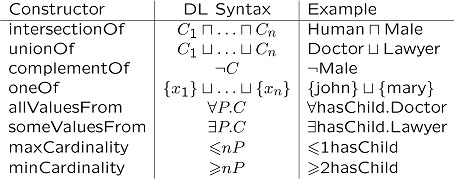 Constructor DL Syntax Example
intersectionOf C₁ ⊓ … ⊓ Cₙ Human ⊓ Male
unionOf C₁ ⊔ … ⊔ Cₙ Doctor ⊔ Lawyer
complementOf ¬C ¬Male
oneOf {x₁} ⊔ … ⊔ {xₙ} {john} ⊔ {mary}
allValuesFrom ∀P.C ∀hasChild.Doctor
someValuesFrom ∃P.C ∃hasChild.Lawyer
maxCardinality ⩽nP ⩽1hasChild
minCardinality ⩾nP ⩾2hasChild